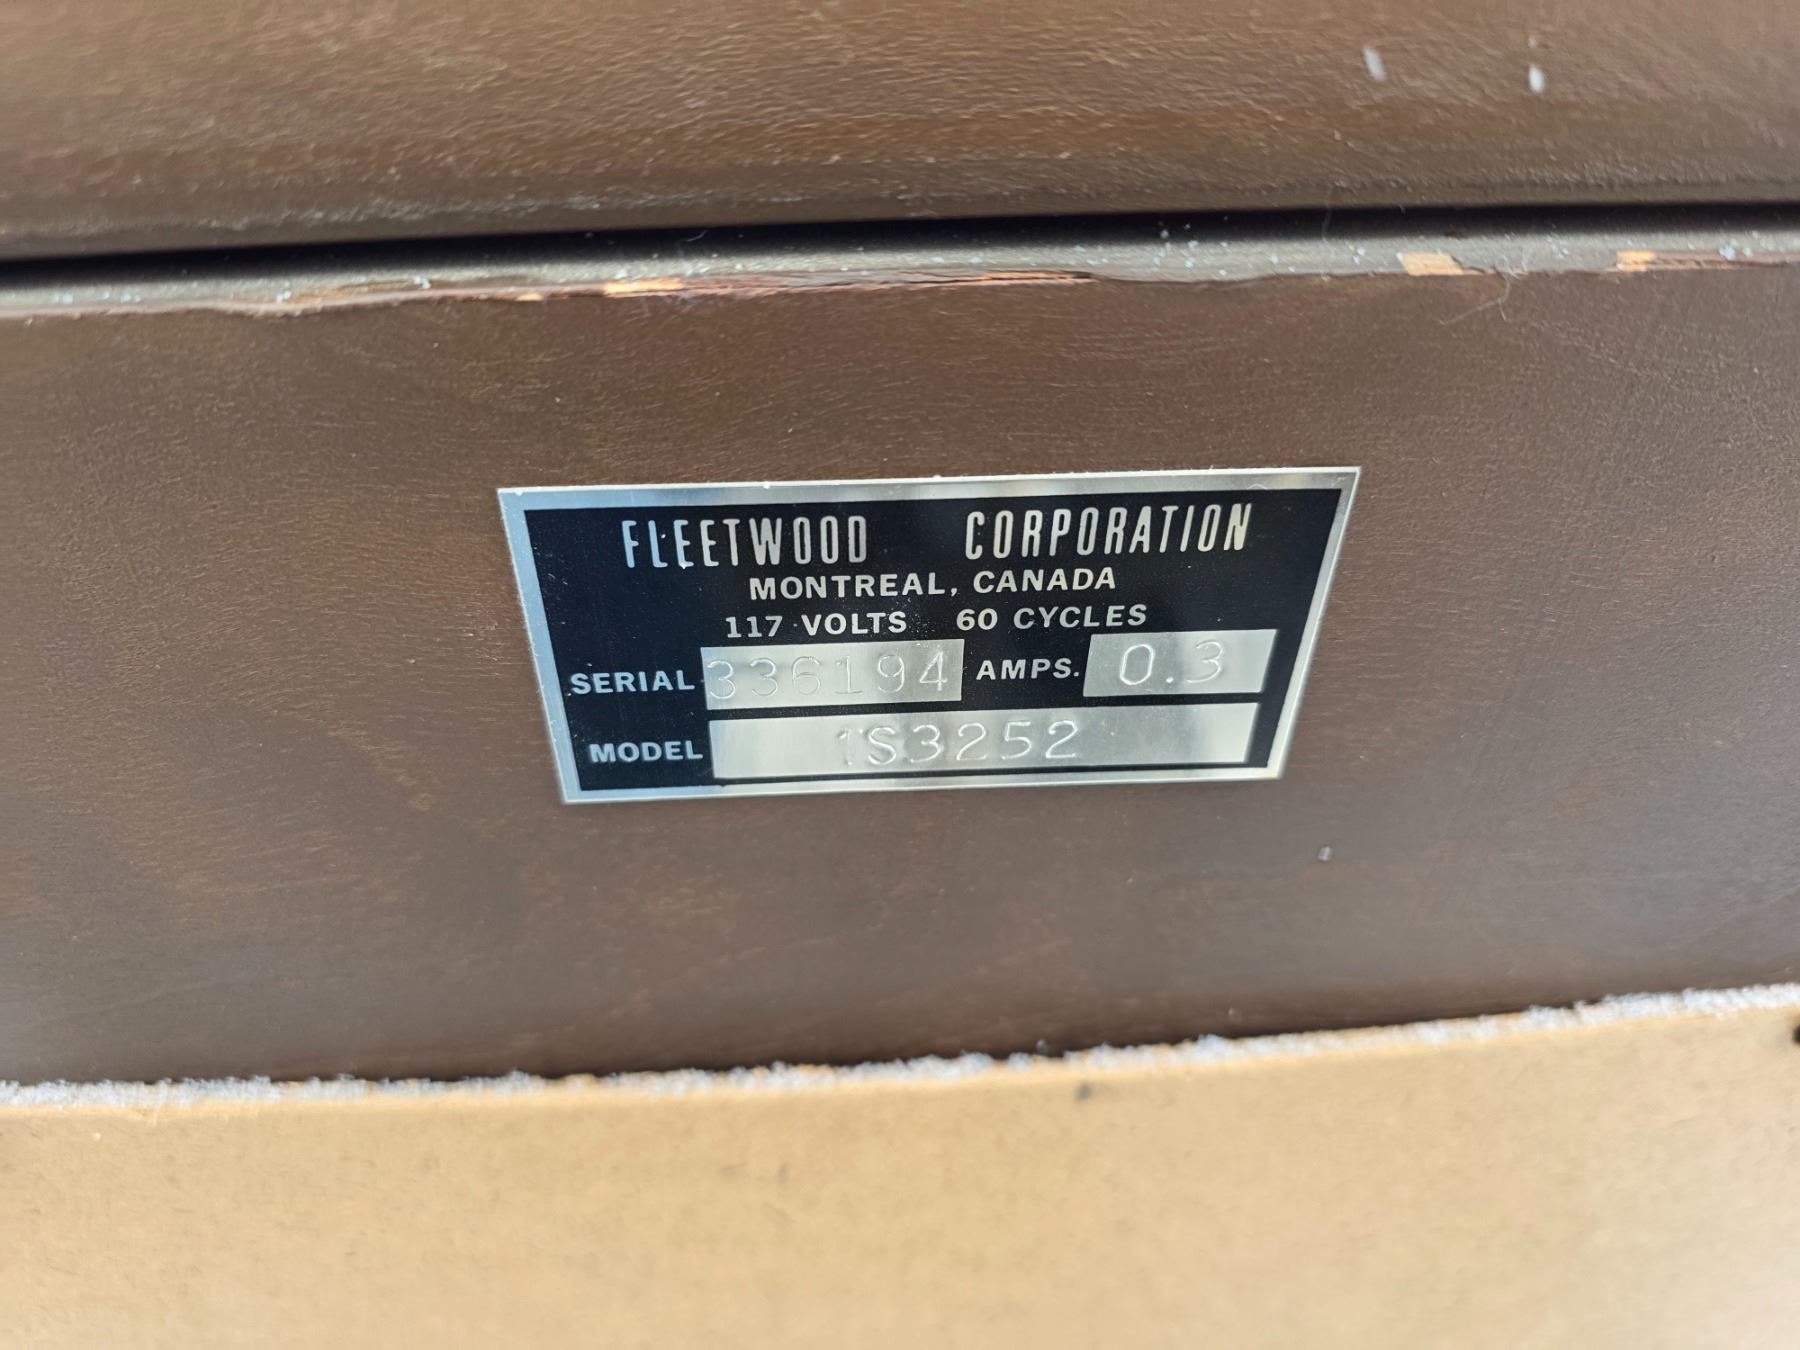 FLEETWOOD CORPORATION
MONTREAL, CANADA
117 VOLTS 60 CYCLES
SERIAL 336194 AMPS. 0.3
MODEL 1S3252